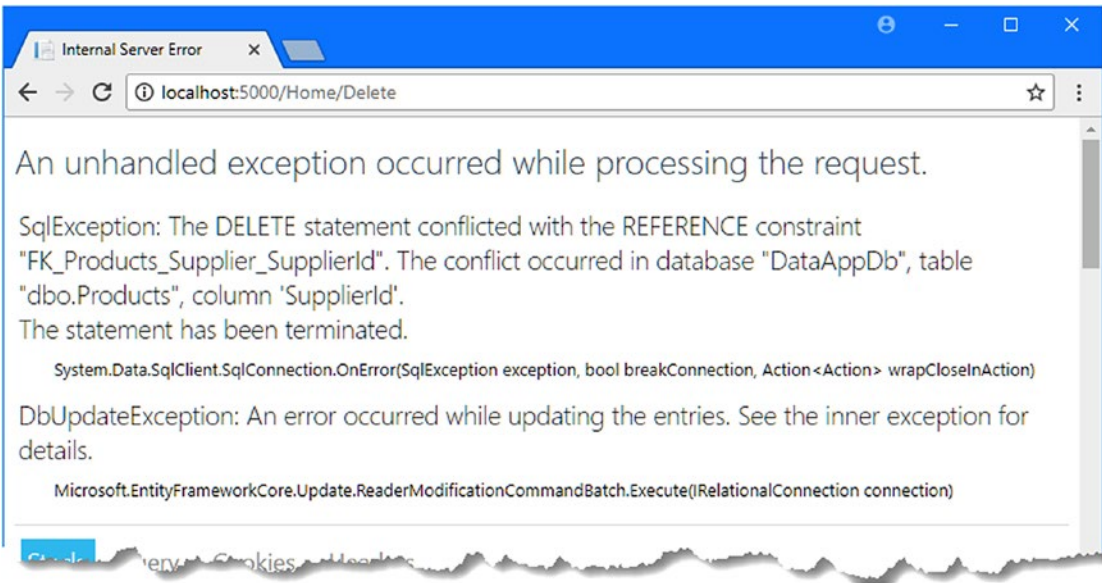 Internal Server Error
localhost:5000/Home/Delete
An unhandled exception occurred while processing the request.
SqlException: The DELETE statement conflicted with the REFERENCE constraint
"FK_Products_Supplier_SupplierId". The conflict occurred in database "DataAppDb", table
"dbo.Products", column 'SupplierId'.
The statement has been terminated.
System.Data.SqlClient.SqlConnection.OnError(SqlException exception, bool breakConnection, Action<Action> wrapCloseInAction)
DbUpdateException: An error occurred while updating the entries. See the inner exception for
details.
Microsoft.EntityFrameworkCore.Update.ReaderModificationCommandBatch.Execute(IRelationalConnection connection)